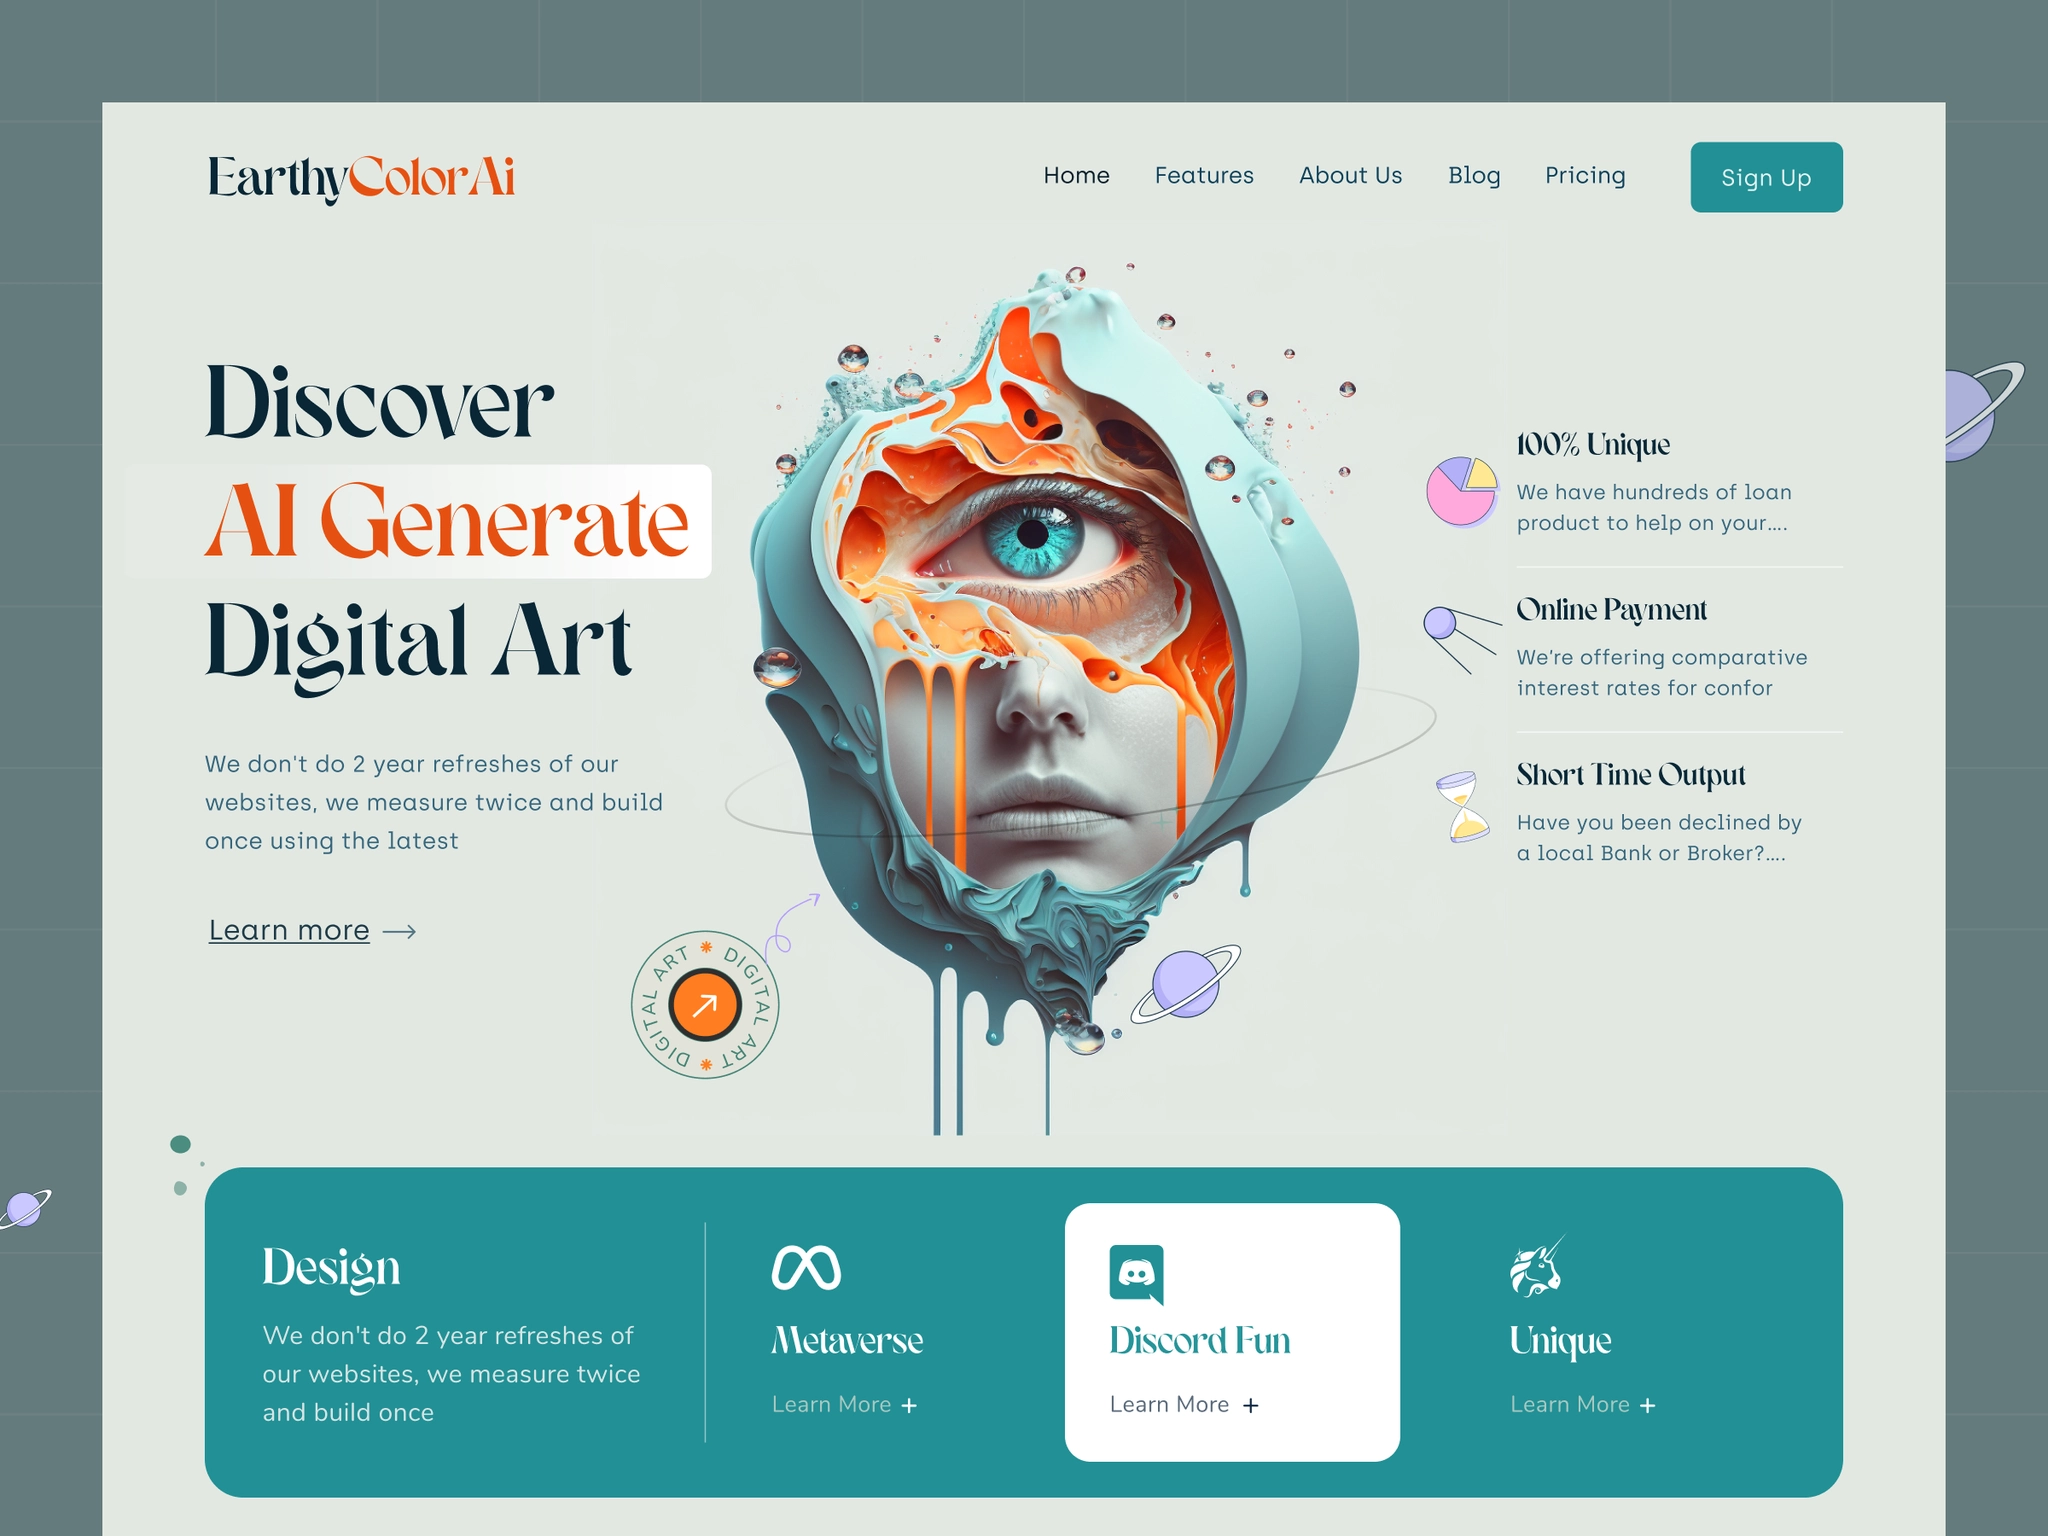 EarthyColorAi
Home Features About Us Blog Pricing Sign Up
Discover
AI Generate
Digital Art
We don't do 2 year refreshes of our
websites, we measure twice and build
once using the latest
Learn more
DIGITAL ART DIGITAL ART
100% Unique
We have hundreds of loan
product to help on your....
Online Payment
We're offering comparative
interest rates for confor
Short Time Output
Have you been declined by
a local Bank or Broker?....
Design
We don't do 2 year refreshes of
our websites, we measure twice
and build once
Metaverse
Learn More +
Discord Fun
Learn More +
Unique
Learn More +